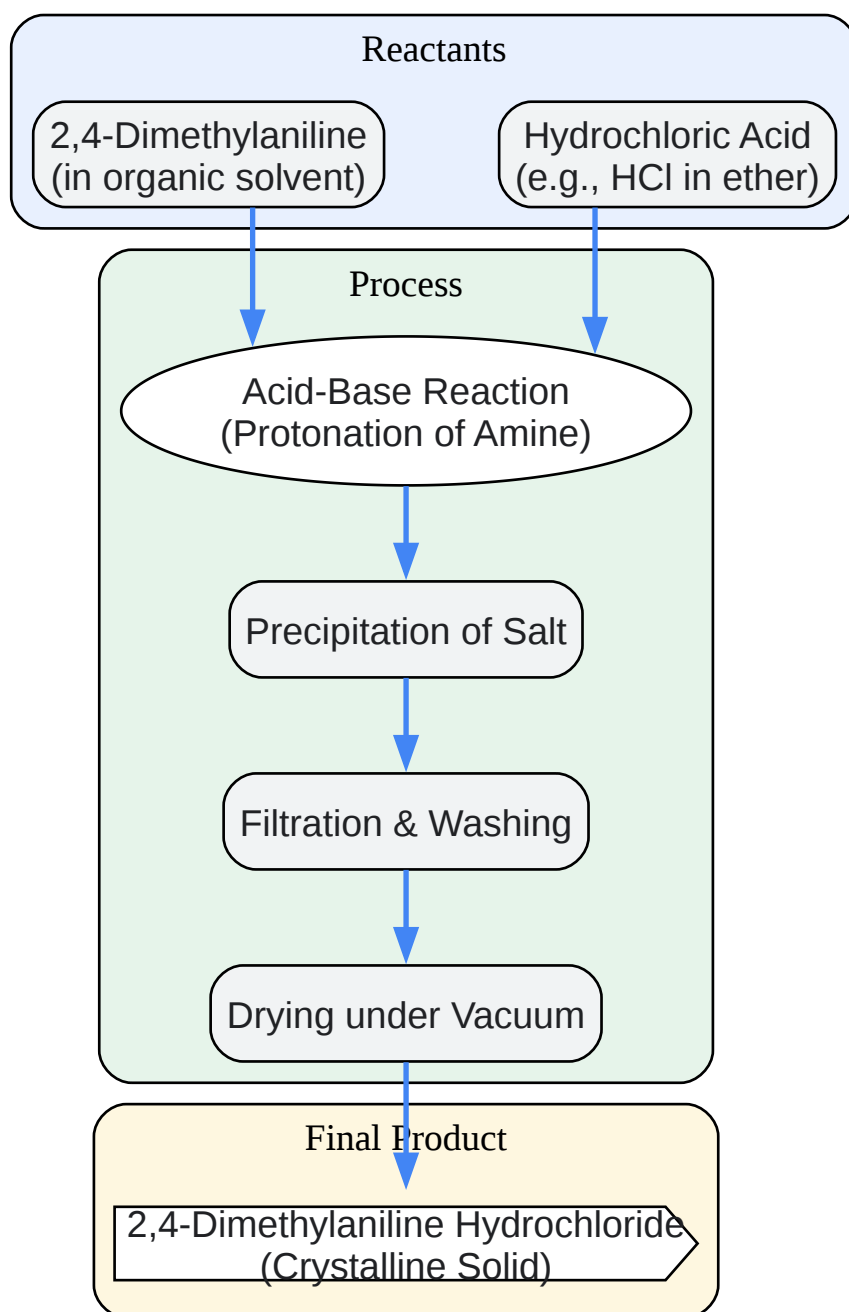 Reactants
2,4-Dimethylaniline
(in organic solvent)
Hydrochloric Acid
(e.g., HCl in ether)
Process
Acid-Base Reaction
(Protonation of Amine)
Precipitation of Salt
Filtration & Washing
Drying under Vacuum
Final Product
2,4-Dimethylaniline Hydrochloride
(Crystalline Solid)